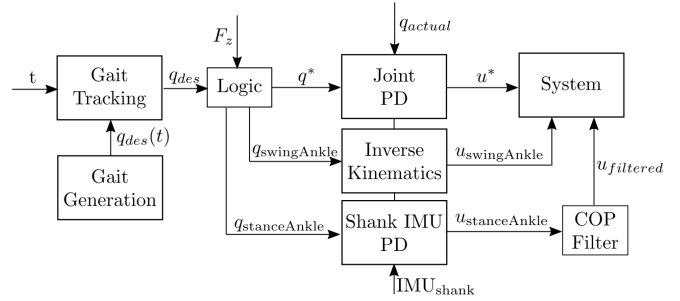 q_actual
F_z
t
Gait
Tracking
q_des
Logic
q*
Joint
PD
u*
System
q_des(t)
q_swingAnkle
Inverse
Kinematics
u_swingAnkle
u_filtered
Gait
Generation
q_stanceAnkle
Shank IMU
PD
u_stanceAnkle
COP
Filter
IMU_shank